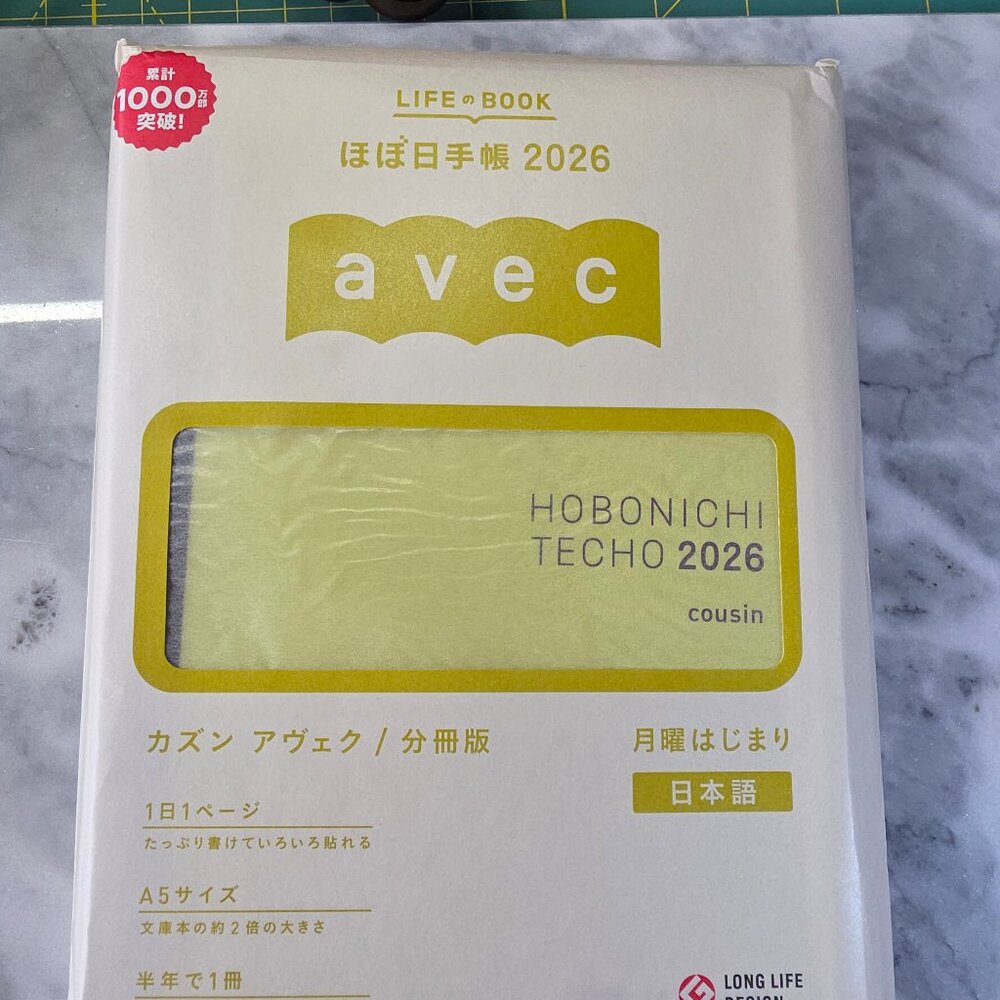 累計
1000万部
突破!
LIFEのBOOK
ほぼ日手帳 2026
avec
HOBONICHI
TECHO 2026
cousin
カズン アヴェク / 分冊版
月曜はじまり
日本語
1日1ページ
たっぷり書けていろいろ貼れる
A5サイズ
文庫本の約2倍の大きさ
半年で1冊
LONG LIFE
DESIGN